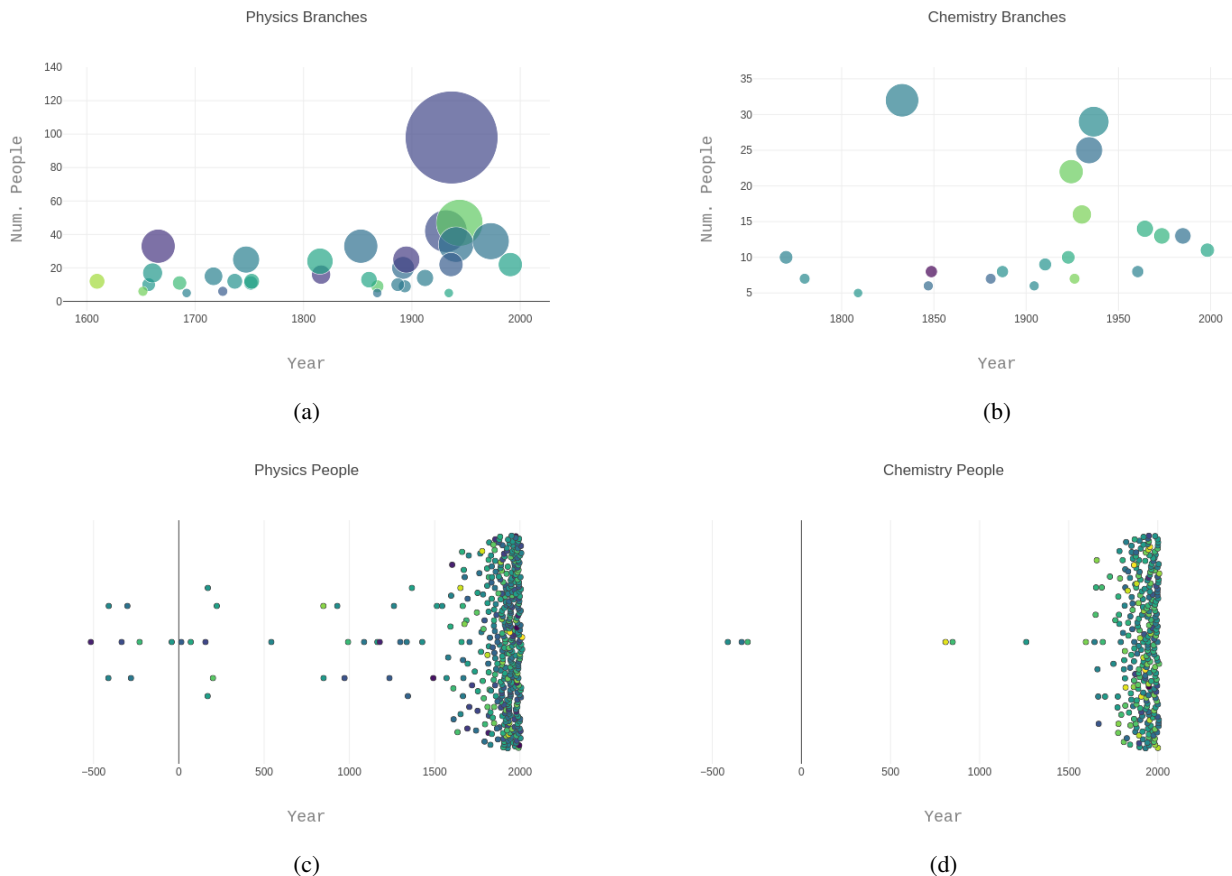 Physics Branches
140
120
100
80
60
40
20
0
Num. People
1600 1700 1800 1900 2000
Year
(a)
Chemistry Branches
35
30
25
20
15
10
5
Num. People
1800 1850 1900 1950 2000
Year
(b)
Physics People
−500 0 500 1000 1500 2000
Year
(c)
Chemistry People
−500 0 500 1000 1500 2000
Year
(d)